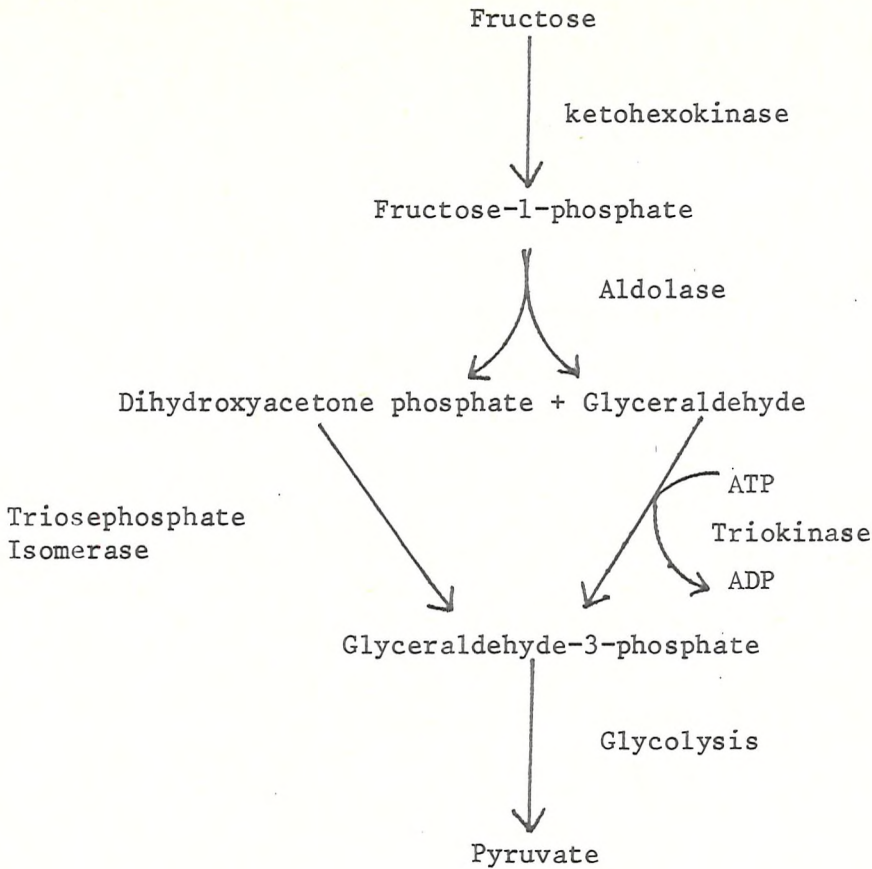 Fructose
ketohexokinase
Fructose-1-phosphate
Aldolase
Dihydroxyacetone phosphate + Glyceraldehyde
ATP
Triosephosphate
Isomerase
Triokinase
ADP
Glyceraldehyde-3-phosphate
Glycolysis
Pyruvate